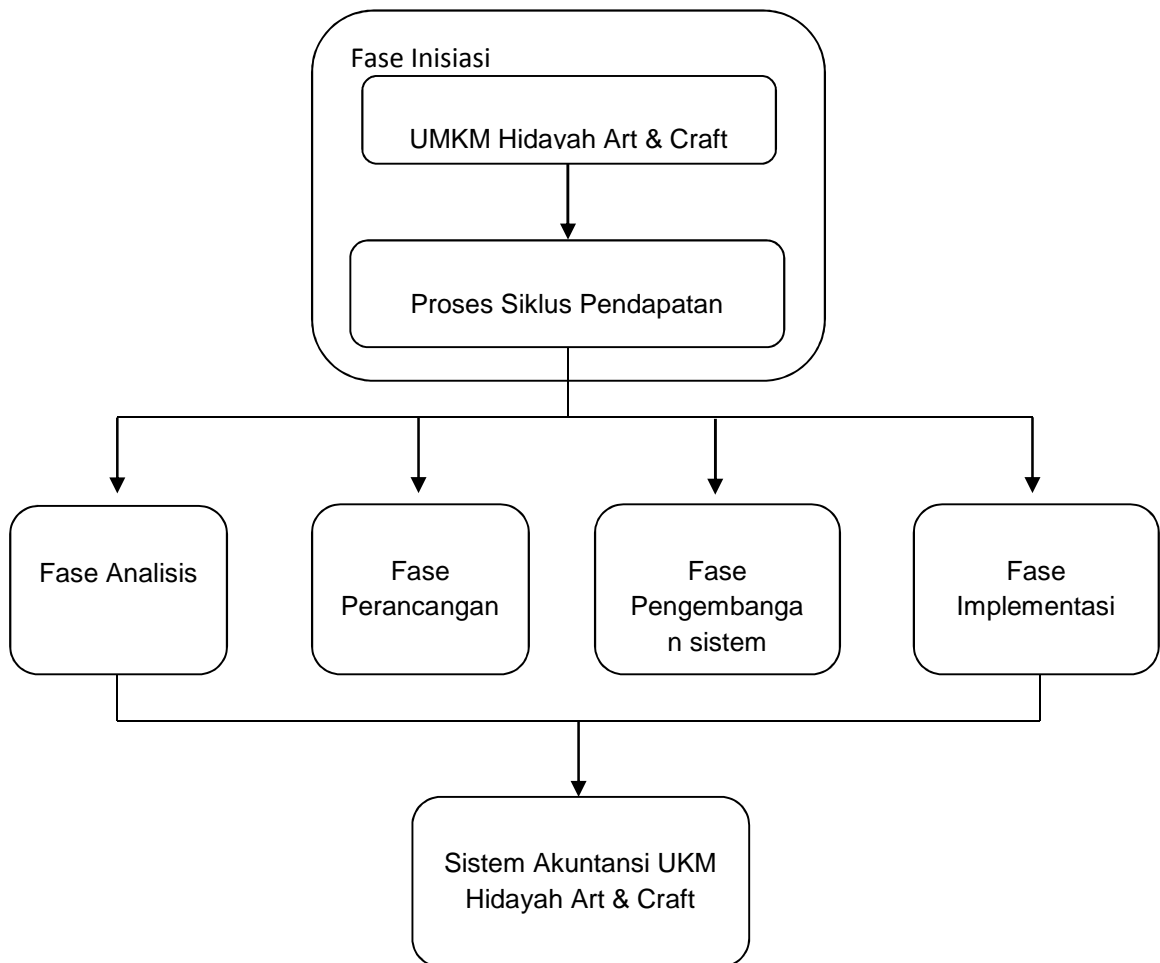 Fase Inisiasi
UMKM Hidayah Art & Craft
Proses Siklus Pendapatan
Fase Analisis
Fase
Perancangan
Fase
Pengembanga
n sistem
Fase
Implementasi
Sistem Akuntansi UKM
Hidayah Art & Craft